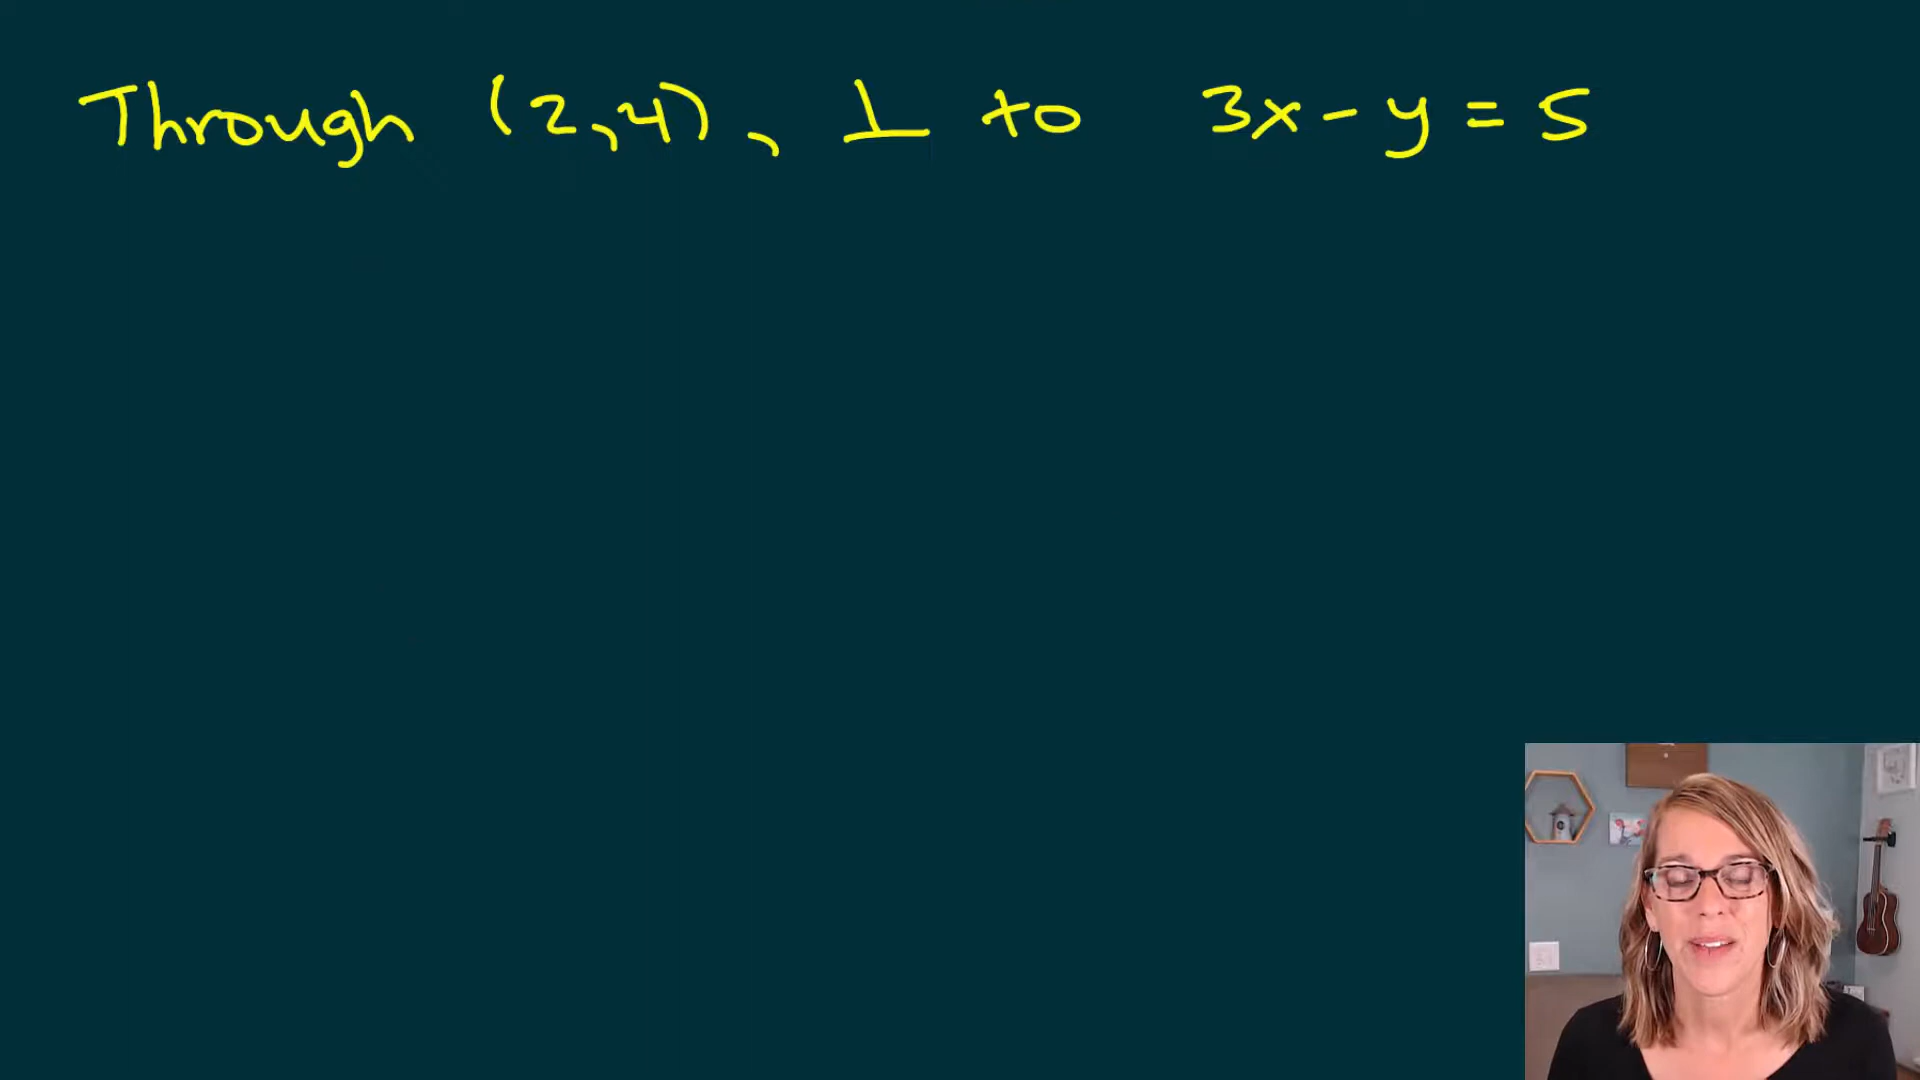 Through (2,4), ⊥ to 3x - y = 5